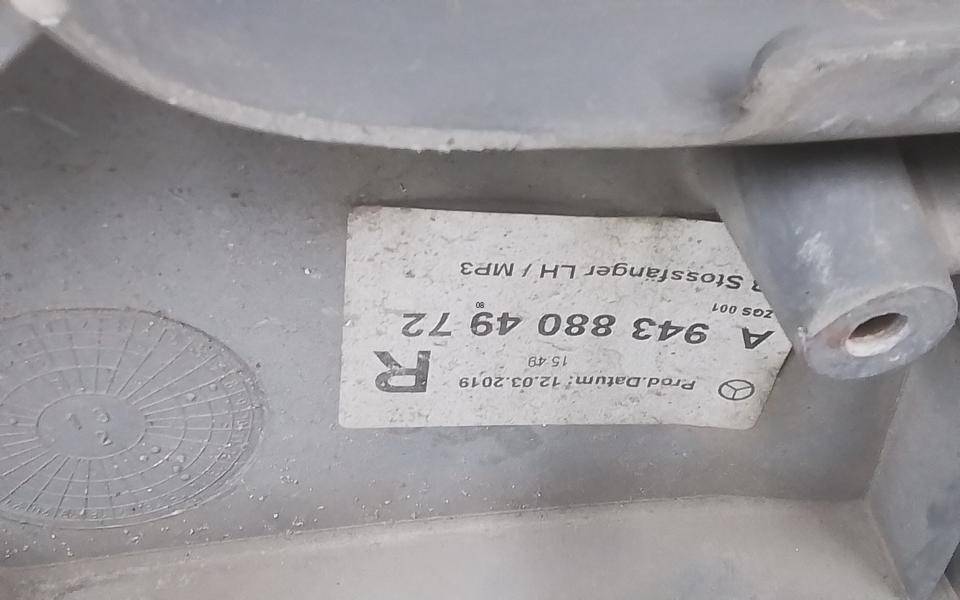 Prod.Datum: 12.03.2019
15:49
R
A 943 880 49 72
ZGS 001
80
Stossfänger LH / MP3